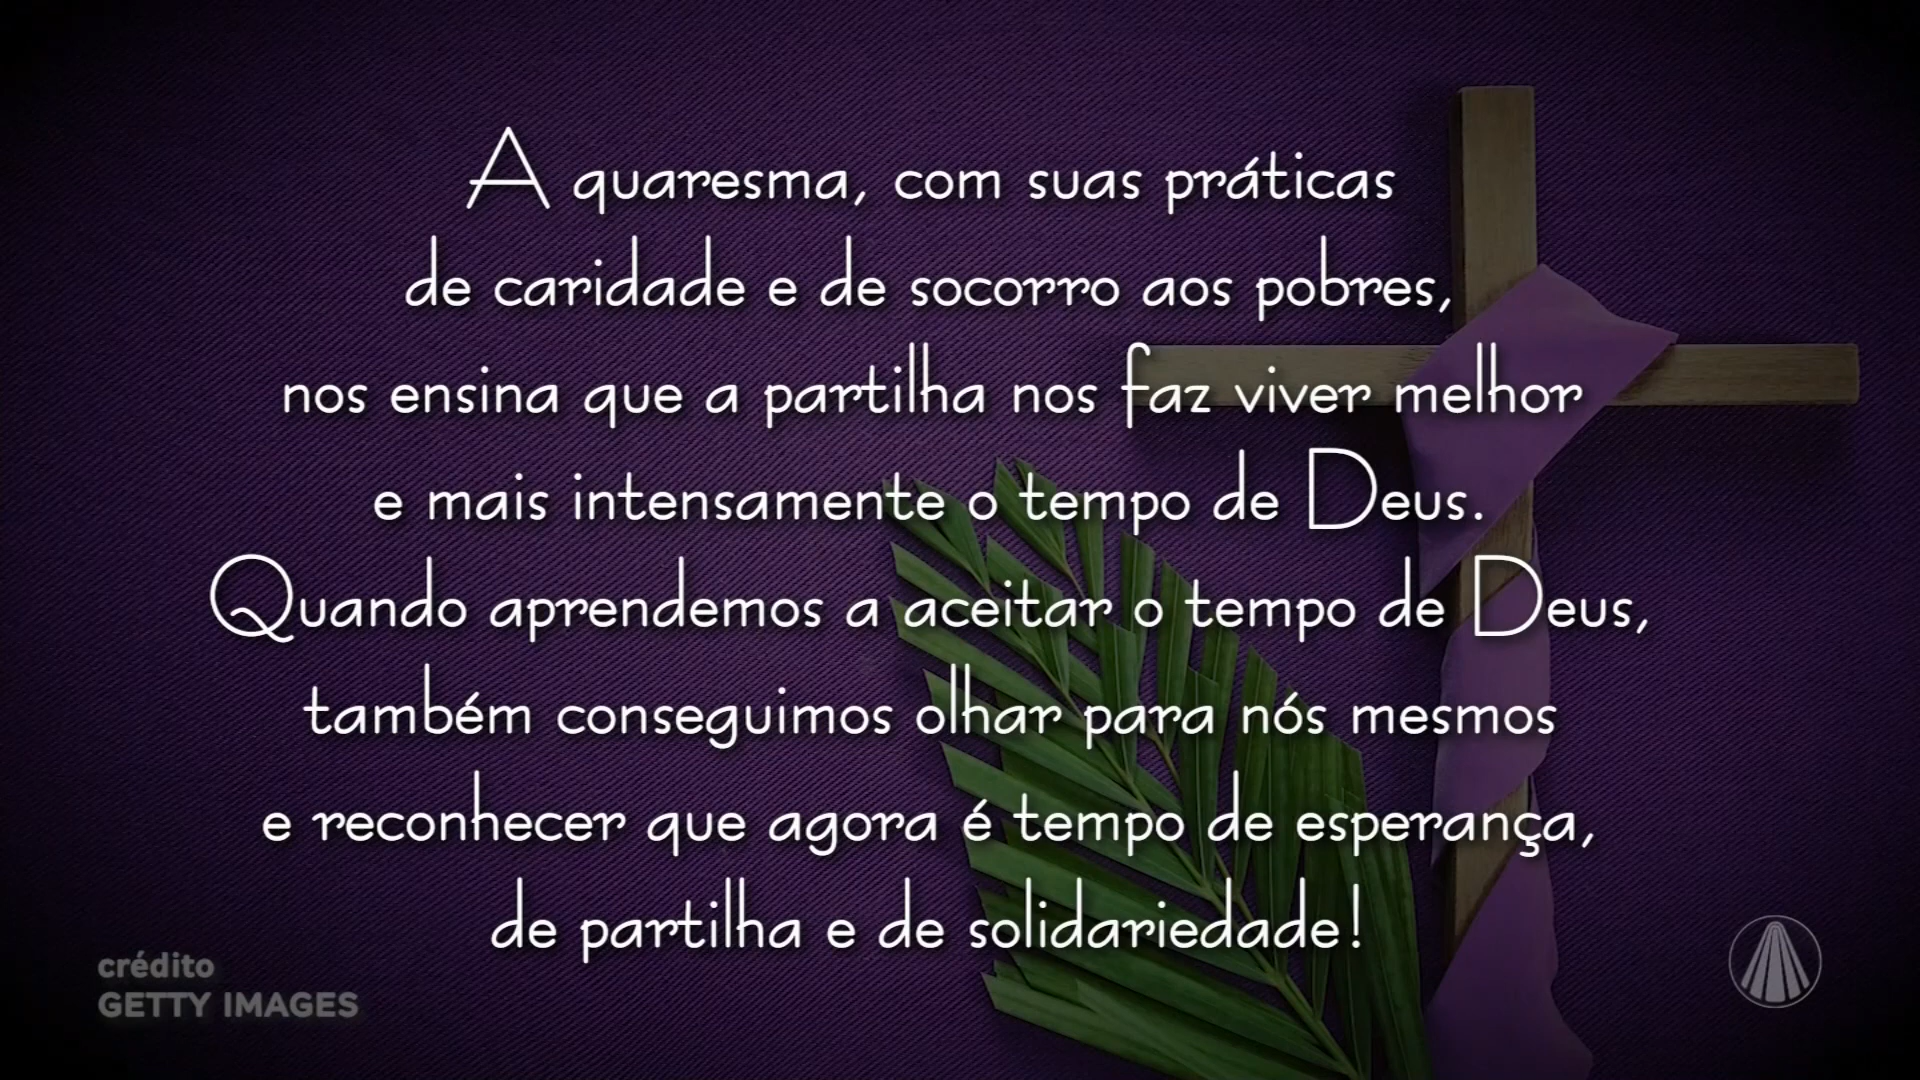 A quaresma, com suas práticas
de caridade e de socorro aos pobres,
nos ensina que a partilha nos faz viver melhor
e mais intensamente o tempo de Deus.
Quando aprendemos a aceitar o tempo de Deus,
também conseguimos olhar para nós mesmos
e reconhecer que agora é tempo de esperança,
de partilha e de solidariedade!
crédito
GETTY IMAGES